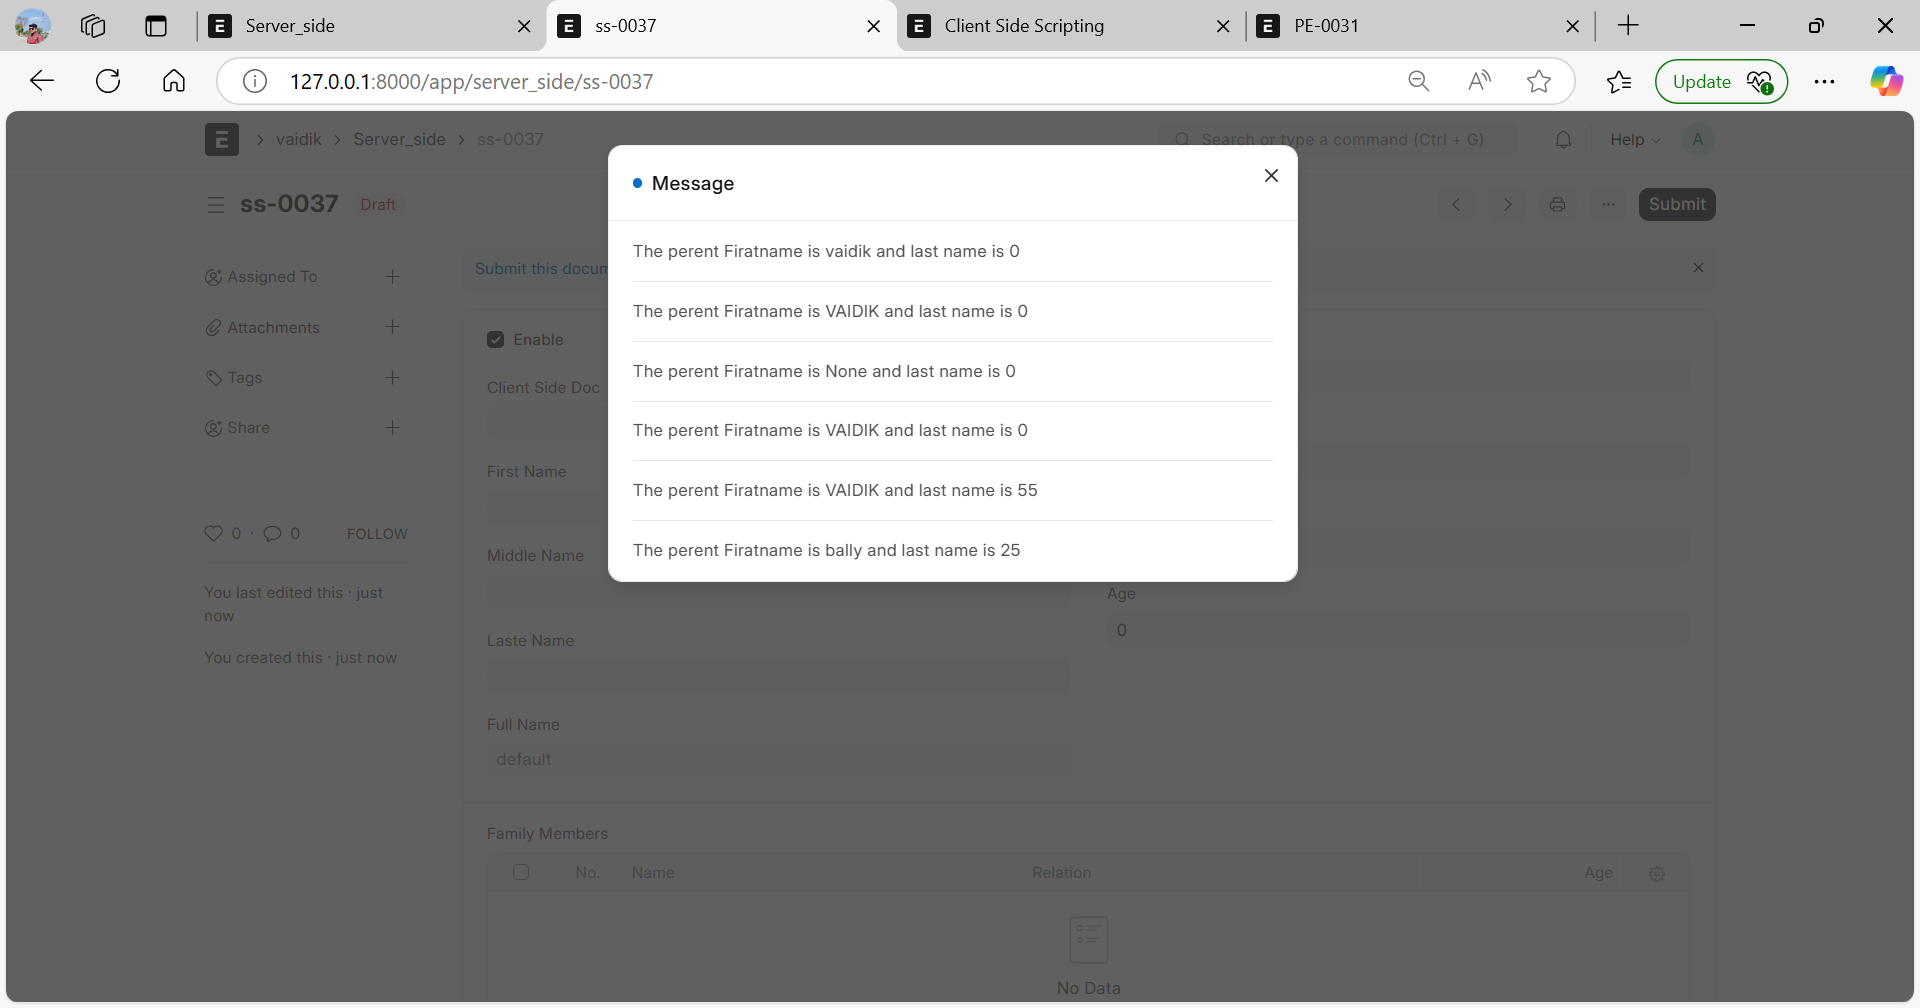 Server_side
ss-0037
Client Side Scripting
PE-0031
127.0.0.1:8000/app/server_side/ss-0037
Update
E > vaidik > Server_side > ss-0037
Search or type a command (Ctrl + G)
Help
A
ss-0037
Draft
Submit
Message
The perent Firatname is vaidik and last name is 0
The perent Firatname is VAIDIK and last name is 0
The perent Firatname is None and last name is 0
The perent Firatname is VAIDIK and last name is 0
The perent Firatname is VAIDIK and last name is 55
The perent Firatname is bally and last name is 25
Assigned To
Attachments
Tags
Share
0 · 0
FOLLOW
You last edited this · just
now
You created this · just now
Submit this docum
Enable
Client Side Doc
First Name
Middle Name
Laste Name
Full Name
default
Age
0
Family Members
No.
Name
Relation
Age
No Data